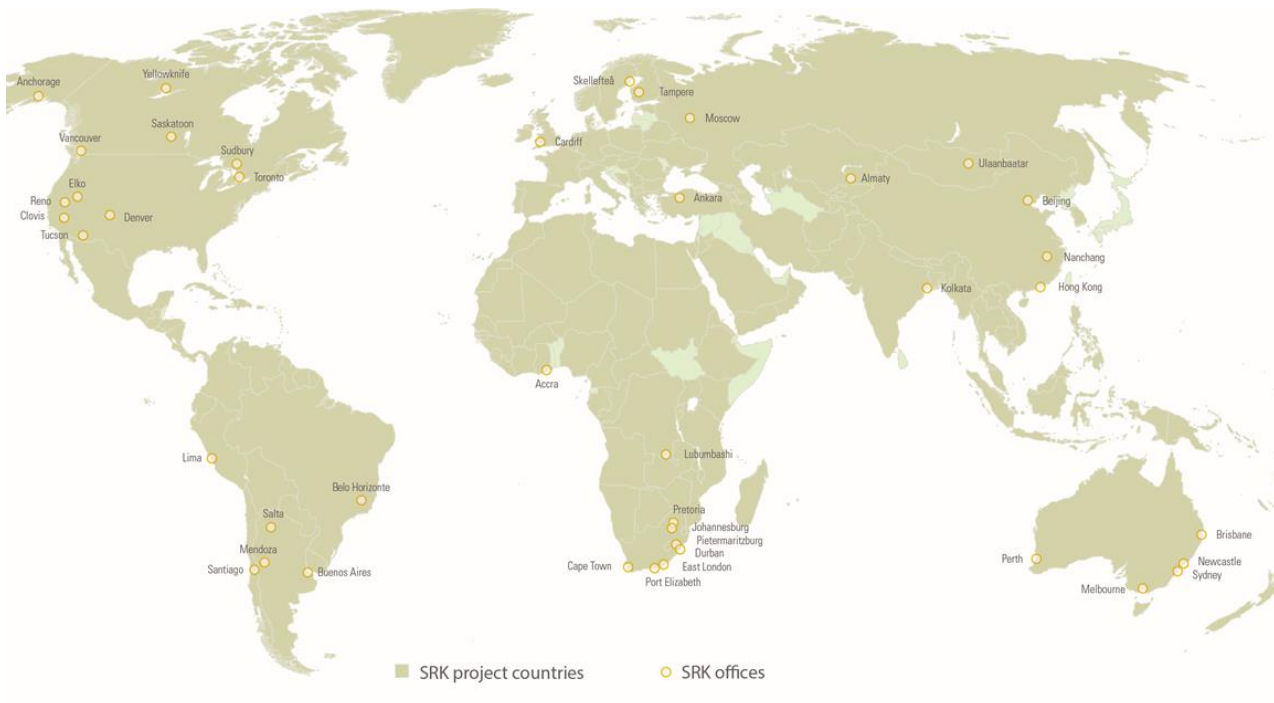 Anchorage
Yellowknife
Saskatoon
Vancouver
Sudbury
Toronto
Elko
Reno
Clovis
Denver
Tucson
Skellefteå
Tampere
Moscow
Cardiff
Ankara
Almaty
Ulaanbaatar
Beijing
Nanchang
Kolkata
Hong Kong
Accra
Lima
Belo Horizonte
Salta
Mendoza
Santiago
Buenos Aires
Lubumbashi
Pretoria
Johannesburg
Pietermaritzburg
Durban
Cape Town
East London
Port Elizabeth
Brisbane
Perth
Newcastle
Sydney
Melbourne
SRK project countries
SRK offices